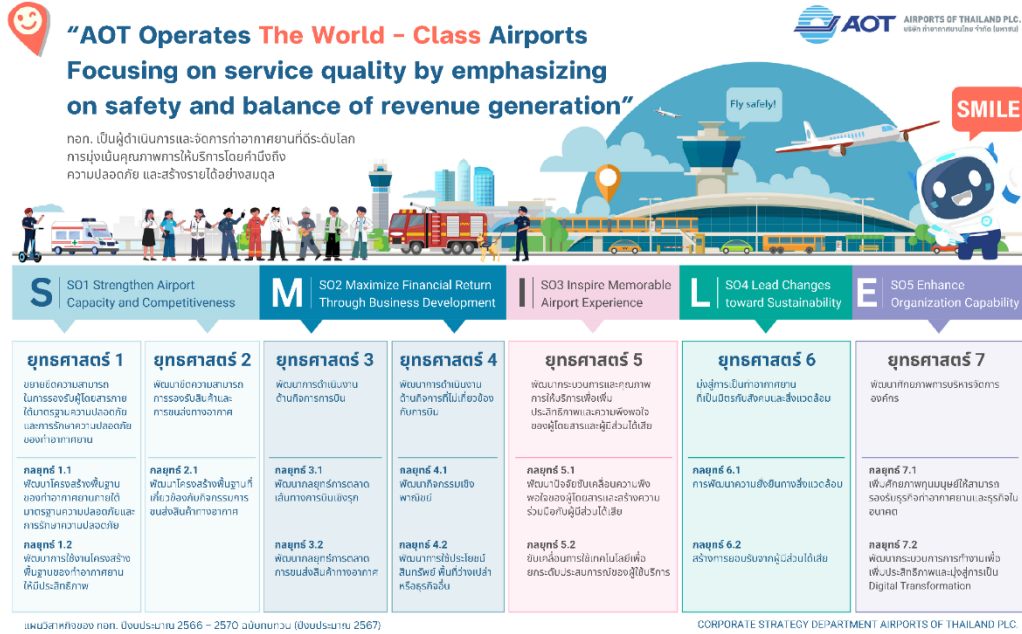 "AOT Operates The World - Class Airports
Focusing on service quality by emphasizing
on safety and balance of revenue generation"
ทอท. เป็นผู้ดำเนินการและจัดการท่าอากาศยานที่ดีระดับโลก
การมุ่งเน้นคุณภาพการให้บริการโดยคำนึงถึง
ความปลอดภัย และสร้างรายได้อย่างสมดุล
AOT
AIRPORTS OF THAILAND PLC.
บริษัท ท่าอากาศยานไทย จำกัด (มหาชน)
Fly safely!
SMILE
S
SO1 Strengthen Airport
Capacity and Competitiveness
M
SO2 Maximize Financial Return
Through Business Development
I
SO3 Inspire Memorable
Airport Experience
L
SO4 Lead Changes
toward Sustainability
E
SO5 Enhance
Organization Capability
ยุทธศาสตร์ 1
ขยายขีดความสามารถ
ในการรองรับผู้โดยสารภาย
ใต้มาตรฐานความปลอดภัย
และการรักษาความปลอดภัย
ของท่าอากาศยาน
กลยุทธ์ 1.1
พัฒนาโครงสร้างพื้นฐาน
ของท่าอากาศยานภายใต้
มาตรฐานความปลอดภัยและ
การรักษาความปลอดภัย
กลยุทธ์ 1.2
พัฒนาการใช้งานโครงสร้าง
พื้นฐานของท่าอากาศยาน
ให้มีประสิทธิภาพ
ยุทธศาสตร์ 2
พัฒนาขีดความสามารถ
การรองรับสินค้าและ
การขนส่งทางอากาศ
กลยุทธ์ 2.1
พัฒนาโครงสร้างพื้นฐานที่
เกี่ยวข้องกับกิจกรรมการ
ขนส่งสินค้าทางอากาศ
ยุทธศาสตร์ 3
พัฒนาการดำเนินงาน
ด้านกิจการการบิน
กลยุทธ์ 3.1
พัฒนากลยุทธ์การตลาด
เส้นทางการบินเชิงรุก
กลยุทธ์ 3.2
พัฒนากลยุทธ์การตลาด
การขนส่งสินค้าทางอากาศ
ยุทธศาสตร์ 4
พัฒนาการดำเนินงาน
ด้านกิจการที่ไม่เกี่ยวข้อง
กับการบิน
กลยุทธ์ 4.1
พัฒนากิจกรรมเชิง
พาณิชย์
กลยุทธ์ 4.2
พัฒนาการใช้ประโยชน์
สินทรัพย์ พื้นที่ว่างเปล่า
หรือธุรกิจอื่น
ยุทธศาสตร์ 5
พัฒนากระบวนการและคุณภาพ
การให้บริการเพื่อเพิ่ม
ประสิทธิภาพและความพึงพอใจ
ของผู้โดยสารและผู้มีส่วนได้เสีย
กลยุทธ์ 5.1
พัฒนาปัจจัยขับเคลื่อนความพึง
พอใจของผู้โดยสารและสร้างความ
ร่วมมือกับผู้มีส่วนได้เสีย
กลยุทธ์ 5.2
ขับเคลื่อนการใช้เทคโนโลยีเพื่อ
ยกระดับประสบการณ์ของผู้ใช้บริการ
ยุทธศาสตร์ 6
มุ่งสู่การเป็นท่าอากาศยาน
ที่เป็นมิตรกับสังคมและสิ่งแวดล้อม
กลยุทธ์ 6.1
การพัฒนาความยั่งยืนทางสิ่งแวดล้อม
กลยุทธ์ 6.2
สร้างการยอมรับจากผู้มีส่วนได้เสีย
ยุทธศาสตร์ 7
พัฒนาศักยภาพการบริหารจัดการ
องค์กร
กลยุทธ์ 7.1
เพิ่มศักยภาพทุนมนุษย์ให้สามารถ
รองรับธุรกิจท่าอากาศยานและธุรกิจใน
อนาคต
กลยุทธ์ 7.2
พัฒนากระบวนการการทำงานเพื่อ
เพิ่มประสิทธิภาพและมุ่งสู่การเป็น
Digital Transformation
แผนวิสาหกิจของ ทอท. ปีงบประมาณ 2566 – 2570 ฉบับทบทวน (ปีงบประมาณ 2567)
CORPORATE STRATEGY DEPARTMENT AIRPORTS OF THAILAND PLC.